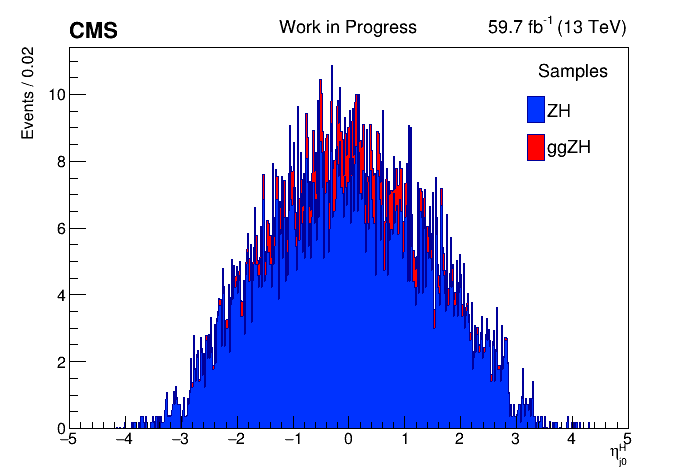 CMS Work in Progress 59.7 fb⁻¹ (13 TeV)
Events / 0.02
Samples
ZH
ggZH
10
8
6
4
2
0
−5 −4 −3 −2 −1 0 1 2 3 4 5
η^H_j0